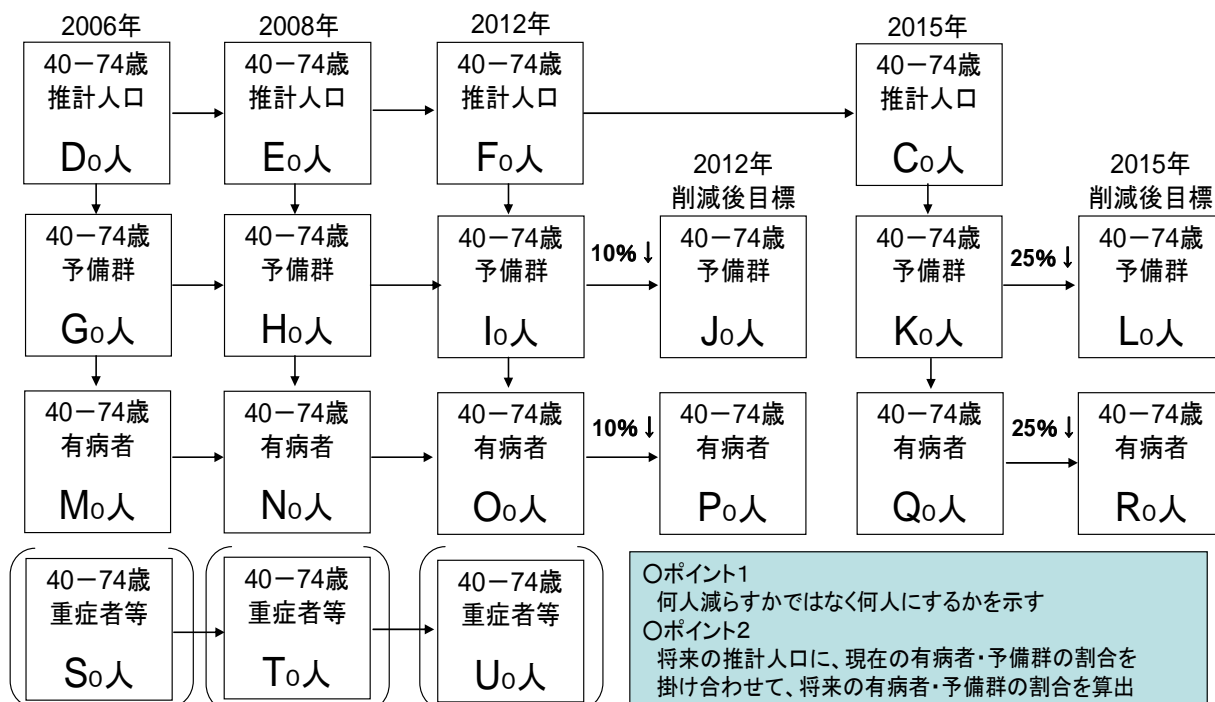 2006年
2008年
2012年
2015年
40－74歳
推計人口
D₀人
40－74歳
推計人口
E₀人
40－74歳
推計人口
F₀人
40－74歳
推計人口
C₀人
2012年
削減後目標
2015年
削減後目標
40－74歳
予備群
G₀人
40－74歳
予備群
H₀人
40－74歳
予備群
I₀人
10%↓
40－74歳
予備群
J₀人
40－74歳
予備群
K₀人
25%↓
40－74歳
予備群
L₀人
40－74歳
有病者
M₀人
40－74歳
有病者
N₀人
40－74歳
有病者
O₀人
10%↓
40－74歳
有病者
P₀人
40－74歳
有病者
Q₀人
25%↓
40－74歳
有病者
R₀人
40－74歳
重症者等
S₀人
40－74歳
重症者等
T₀人
40－74歳
重症者等
U₀人
○ポイント１
何人減らすかではなく何人にするかを示す
○ポイント２
将来の推計人口に、現在の有病者・予備群の割合を
掛け合わせて、将来の有病者・予備群の割合を算出